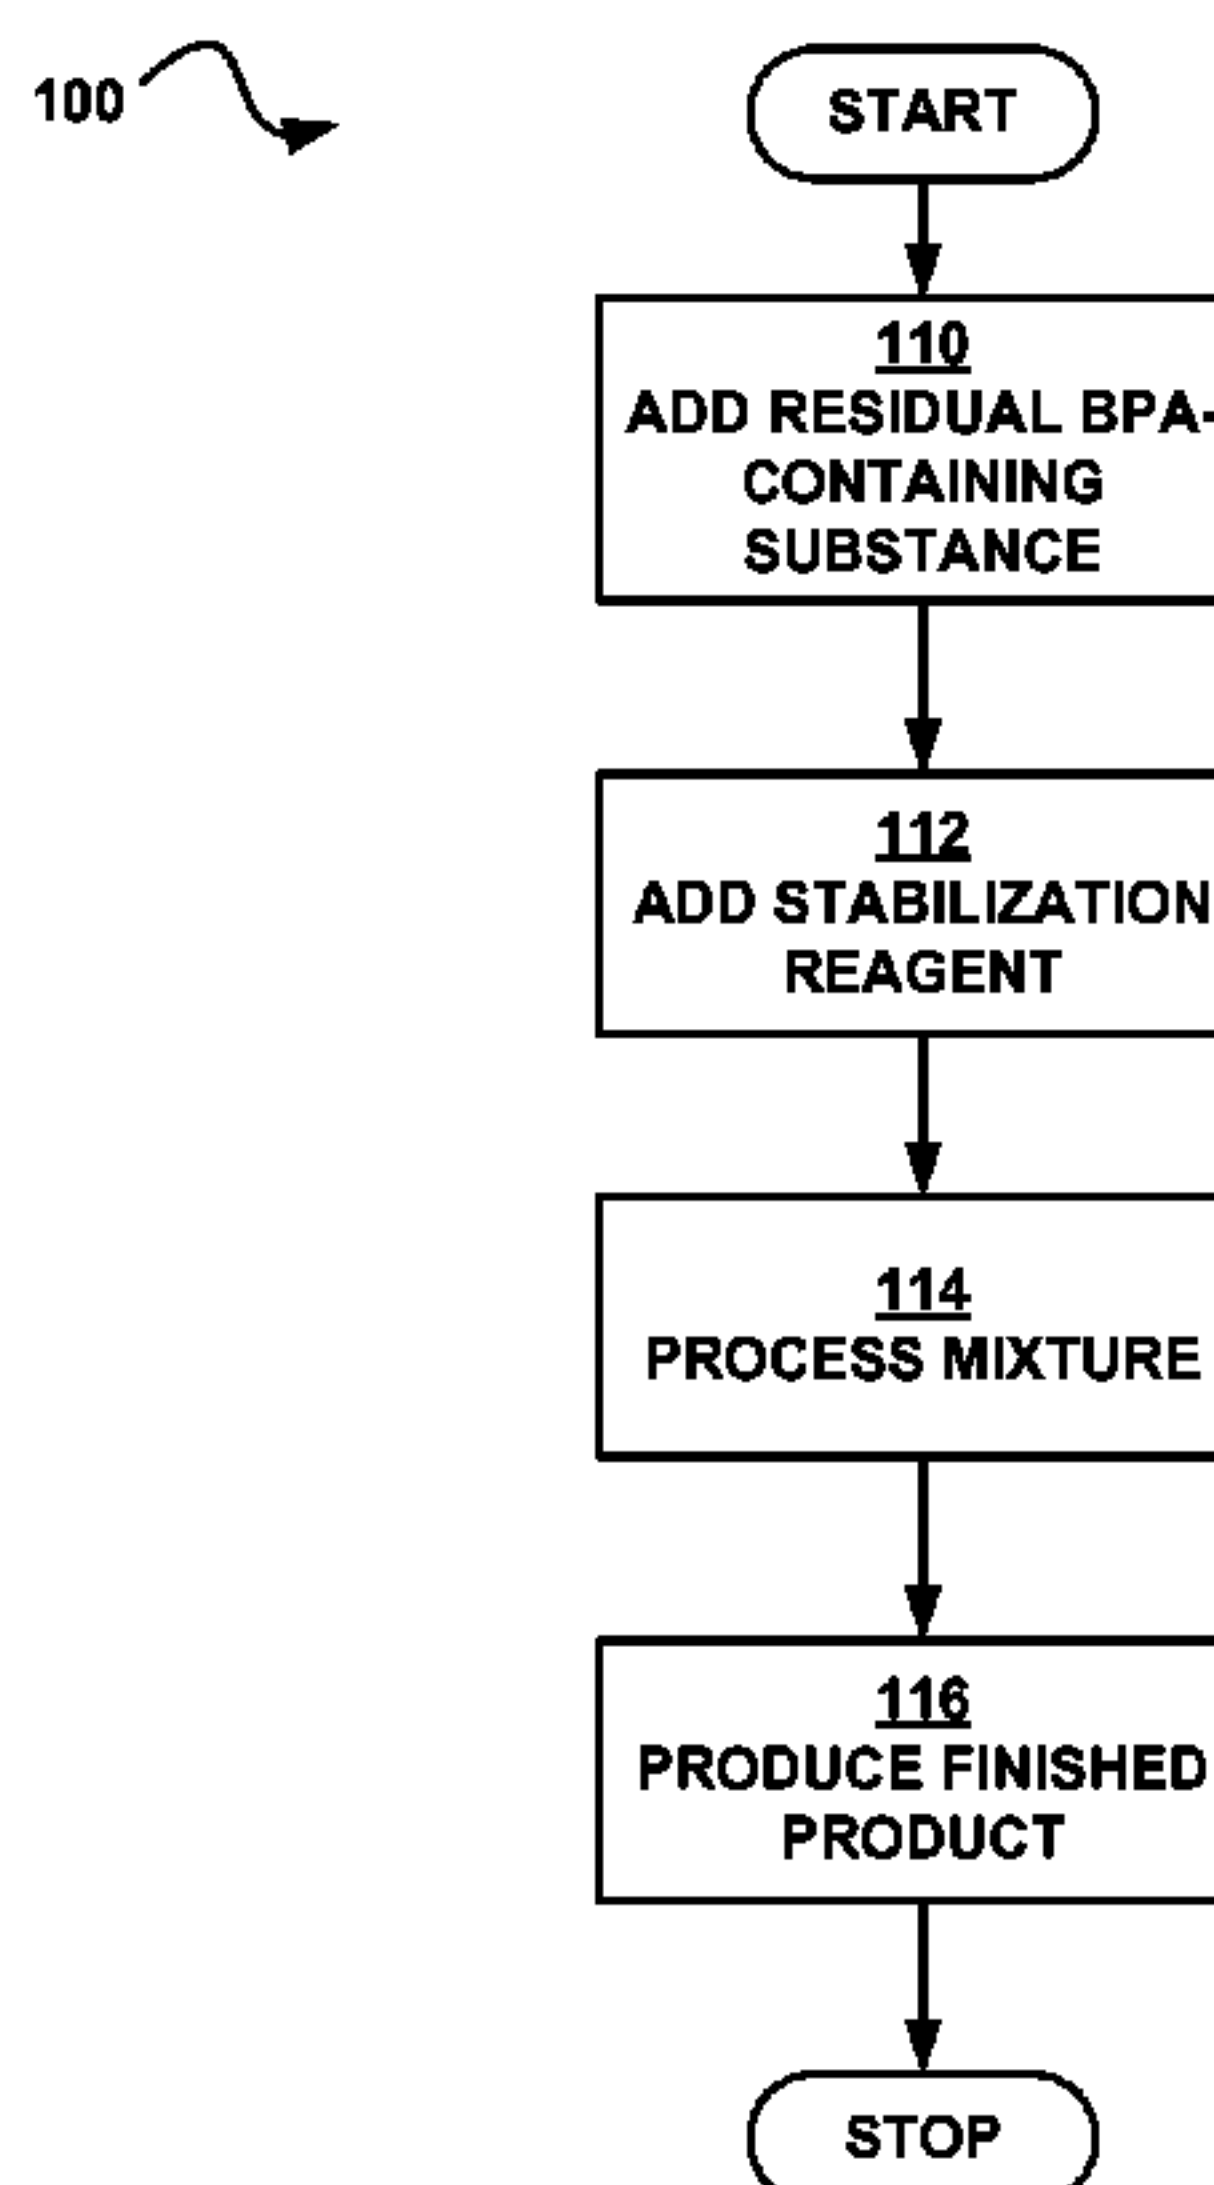 100
START
110
ADD RESIDUAL BPA-
CONTAINING
SUBSTANCE
112
ADD STABILIZATION
REAGENT
114
PROCESS MIXTURE
116
PRODUCE FINISHED
PRODUCT
STOP